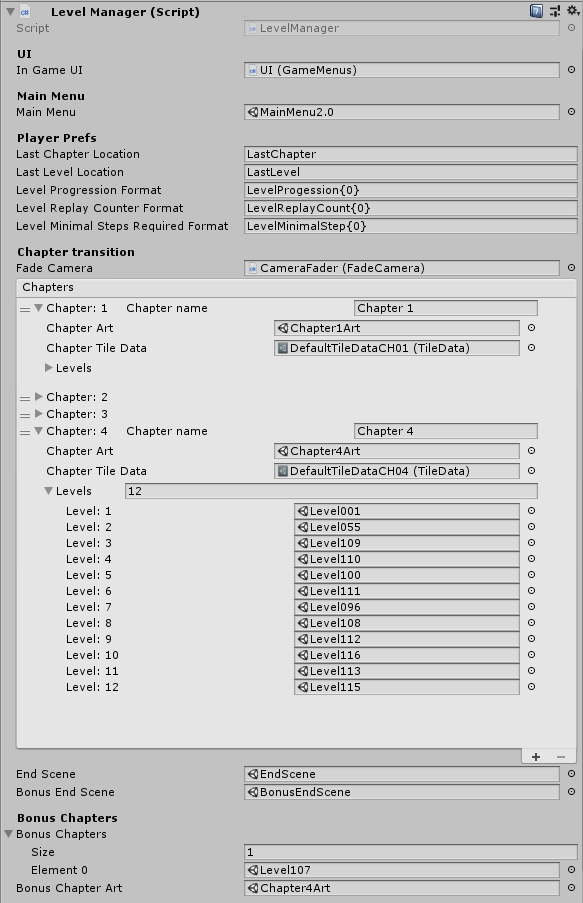 Level Manager (Script)
Script LevelManager
UI
In Game UI UI (GameMenus)
Main Menu
Main Menu MainMenu2.0
Player Prefs
Last Chapter Location LastChapter
Last Level Location LastLevel
Level Progression Format LevelProgession{0}
Level Replay Counter Format LevelReplayCount{0}
Level Minimal Steps Required Format LevelMinimalStep{0}
Chapter transition
Fade Camera CameraFader (FadeCamera)
Chapters
Chapter: 1 Chapter name Chapter 1
Chapter Art Chapter1Art
Chapter Tile Data DefaultTileDataCH01 (TileData)
Levels
Chapter: 2
Chapter: 3
Chapter: 4 Chapter name Chapter 4
Chapter Art Chapter4Art
Chapter Tile Data DefaultTileDataCH04 (TileData)
Levels 12
Level: 1 Level001
Level: 2 Level055
Level: 3 Level109
Level: 4 Level110
Level: 5 Level100
Level: 6 Level111
Level: 7 Level096
Level: 8 Level108
Level: 9 Level112
Level: 10 Level116
Level: 11 Level113
Level: 12 Level115
+ −
End Scene EndScene
Bonus End Scene BonusEndScene
Bonus Chapters
Bonus Chapters
Size 1
Element 0 Level107
Bonus Chapter Art Chapter4Art